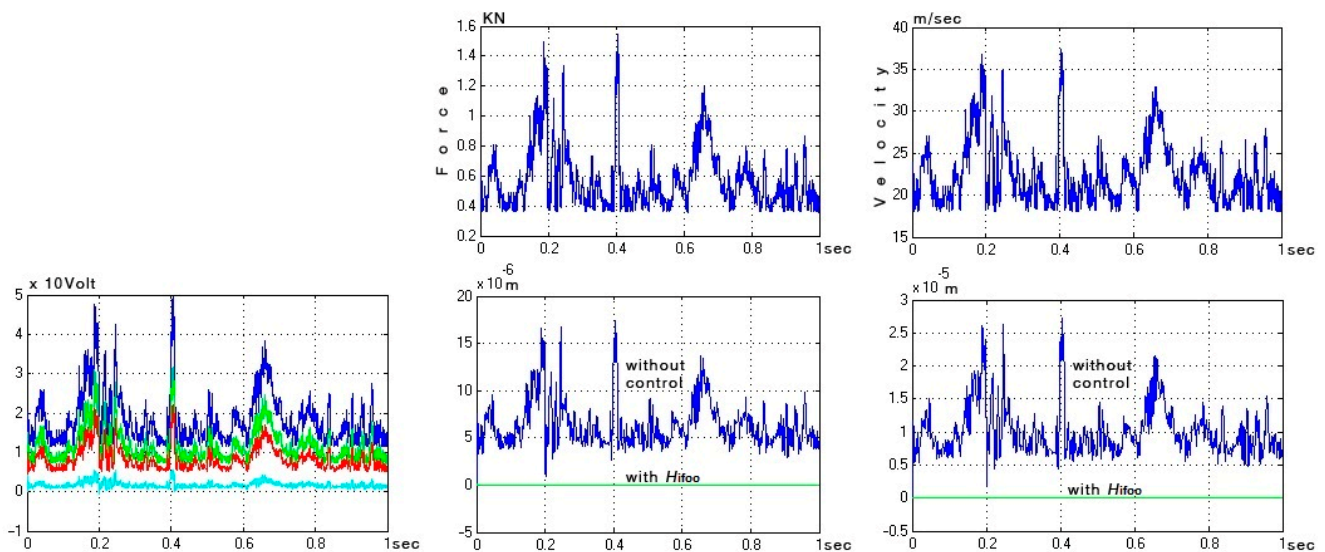 KN
1.6
1.4
1.2
1
0.8
0.6
0.4
0.2
Force
0 0.2 0.4 0.6 0.8 1sec
m/sec
40
35
30
25
20
15
Velocity
0 0.2 0.4 0.6 0.8 1sec
x 10Volt
5
4
3
2
1
0
-1
0 0.2 0.4 0.6 0.8 1sec
×10-6m
20
15
10
5
0
-5
without
control
with Hifoo
0 0.2 0.4 0.6 0.8 1sec
×10-5m
3
2.5
2
1.5
1
0.5
0
-0.5
without
control
with Hifoo
0 0.2 0.4 0.6 0.8 1sec